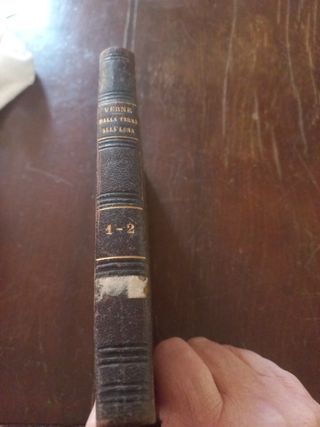 VERNE
DALLA TERRA
ALLA LUNA
1-2